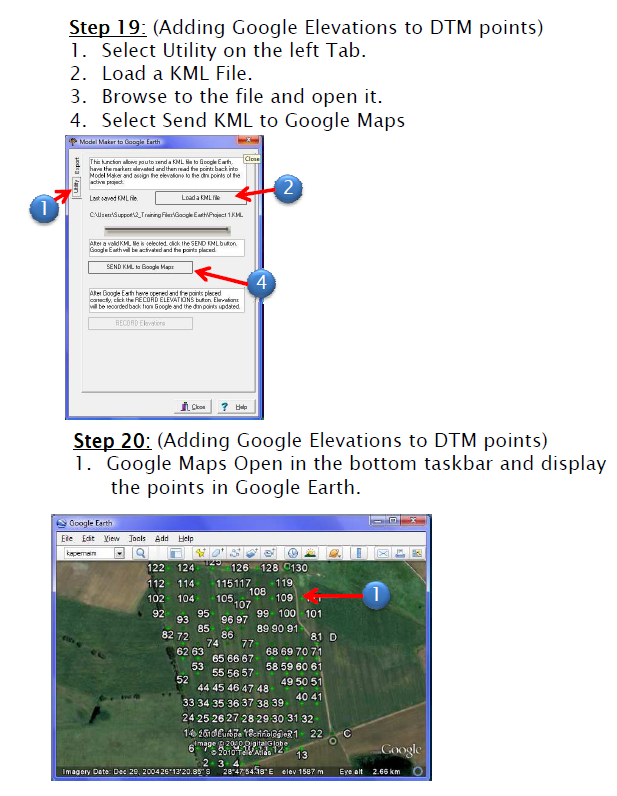 Step 19: (Adding Google Elevations to DTM points)
1. Select Utility on the left Tab.
2. Load a KML File.
3. Browse to the file and open it.
4. Select Send KML to Google Maps
Model Maker to Google Earth
Close
Export
Utility
This function allows you to send a KML file to Google Earth,
have the markers elevated and then read the points back into
Model Maker and assign the elevations to the dtm points of the
active project.
Last saved KML file.
Load a KML file
2
1
C:\Users\Support\2_Training Files\Google Earth\Project 1.KML
After a valid KML file is selected, click the SEND KML button.
Google Earth will be activated and the points placed.
SEND KML to Google Maps
4
After Google Earth have opened and the points placed
correctly, click the RECORD ELEVATIONS button. Elevations
will be recorded back from Google and the dtm points updated.
RECORD Elevations
Close
? Help
Step 20: (Adding Google Elevations to DTM points)
1. Google Maps Open in the bottom taskbar and display
the points in Google Earth.
Google Earth
File Edit View Tools Add Help
kapernaim
122 124 125 126 128 130
112 114 115 117 119
102 104 105 107 108 109
1
92 93 95 96 97 99 100 101
82 72 85 86 89 90 91
74 77 81 D
62 63 65 66 67 68 69 70 71
53 55 56 57 58 59 60 61
52 49 50 51
44 45 46 47 48 40 41
33 34 35 36 37 38 39
24 25 26 27 28 29 30 31 32
14 21 22 C
© 2010 Europa Technologies
Image © 2010 DigitalGlobe
© 2010 Tele Atlas
6 12 13
2 3 4 5
Google
Imagery Date: Dec 29, 2004 26°13'20.85" S 28°47'54.18" E elev 1587 m Eye alt 2.66 km